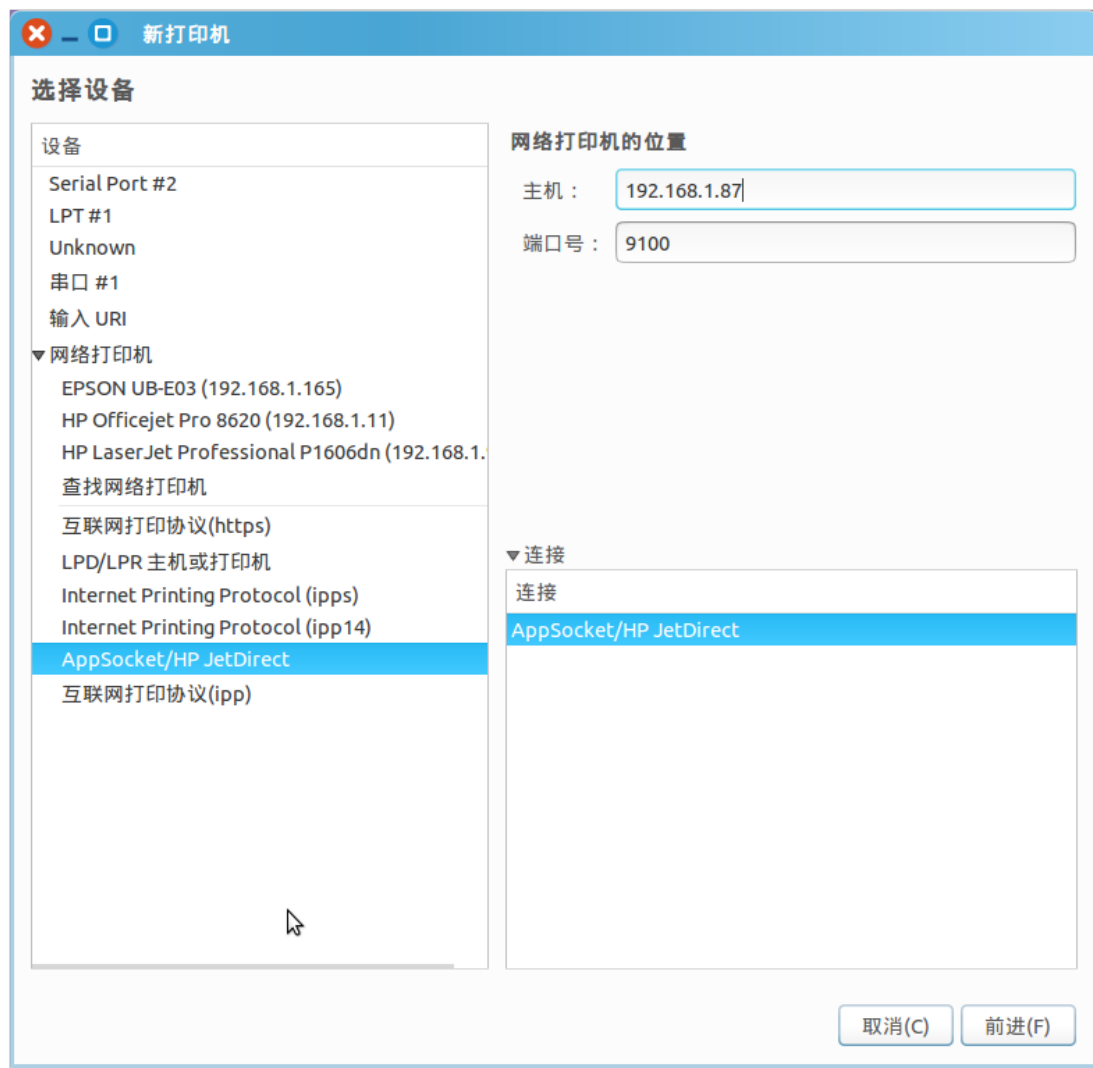 新打印机
选择设备
设备
Serial Port #2
LPT #1
Unknown
串口 #1
输入 URI
网络打印机
EPSON UB-E03 (192.168.1.165)
HP Officejet Pro 8620 (192.168.1.11)
HP LaserJet Professional P1606dn (192.168.1.
查找网络打印机
互联网打印协议(https)
LPD/LPR 主机或打印机
Internet Printing Protocol (ipps)
Internet Printing Protocol (ipp14)
AppSocket/HP JetDirect
互联网打印协议(ipp)
网络打印机的位置
主机： 192.168.1.87
端口号： 9100
连接
连接
AppSocket/HP JetDirect
取消(C) 前进(F)